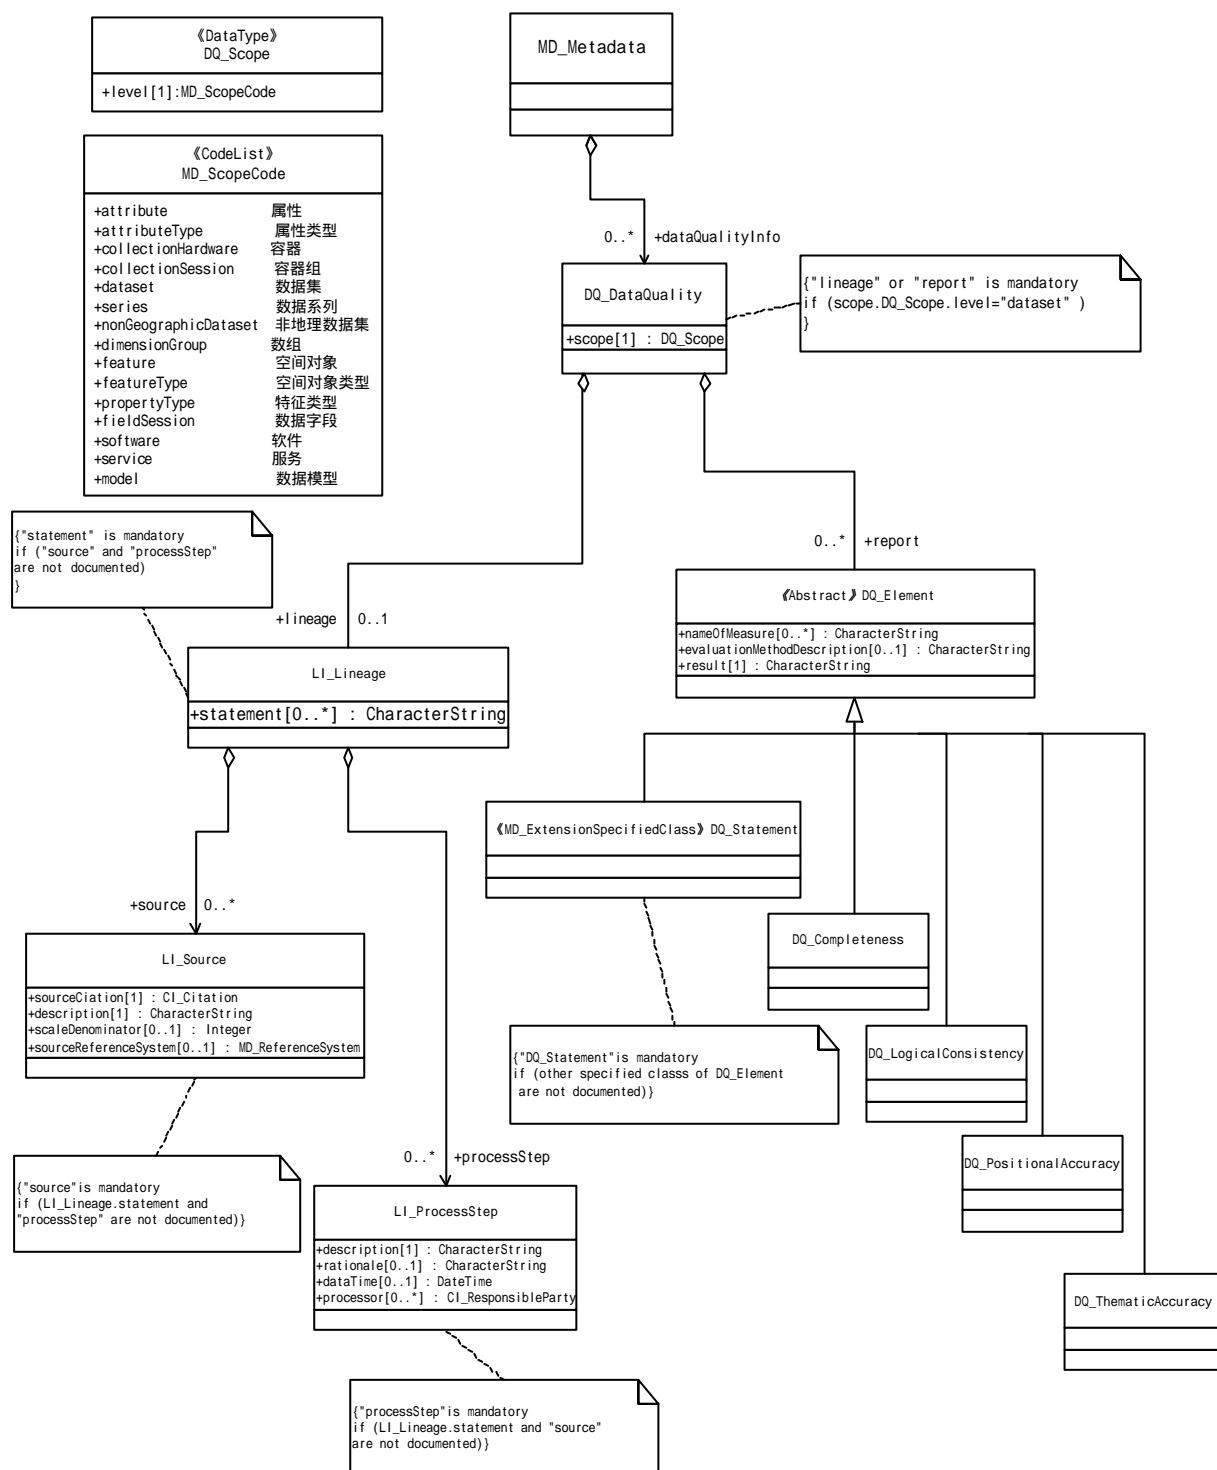 《DataType》
DQ_Scope
+level[1]:MD_ScopeCode
MD_Metadata
《CodeList》
MD_ScopeCode
+attribute 属性
+attributeType 属性类型
+collectionHardware 容器
+collectionSession 容器组
+dataset 数据集
+series 数据系列
+nonGeographicDataset 非地理数据集
+dimensionGroup 数组
+feature 空间对象
+featureType 空间对象类型
+propertyType 特征类型
+fieldSession 数据字段
+software 软件
+service 服务
+model 数据模型
0..* +dataQualityInfo
DQ_DataQuality
+scope[1] : DQ_Scope
{"lineage" or "report" is mandatory
if (scope.DQ_Scope.level="dataset" )
}
{"statement" is mandatory
if ("source" and "processStep"
are not documented)
}
0..* +report
《Abstract》DQ_Element
+nameOfMeasure[0..*] : CharacterString
+evaluationMethodDescription[0..1] : CharacterString
+result[1] : CharacterString
+lineage 0..1
LI_Lineage
+statement[0..*] : CharacterString
《MD_ExtensionSpecifiedClass》DQ_Statement
+source 0..*
DQ_Completeness
LI_Source
+sourceCiation[1] : CI_Citation
+description[1] : CharacterString
+scaleDenominator[0..1] : Integer
+sourceReferenceSystem[0..1] : MD_ReferenceSystem
{"DQ_Statement"is mandatory
if (other specified classs of DQ_Element
are not documented)}
DQ_LogicalConsistency
0..* +processStep
DQ_PositionalAccuracy
{"source"is mandatory
if (LI_Lineage.statement and
"processStep" are not documented)}
LI_ProcessStep
+description[1] : CharacterString
+rationale[0..1] : CharacterString
+dataTime[0..1] : DateTime
+processor[0..*] : CI_ResponsibleParty
DQ_ThematicAccuracy
{"processStep"is mandatory
if (LI_Lineage.statement and "source"
are not documented)}